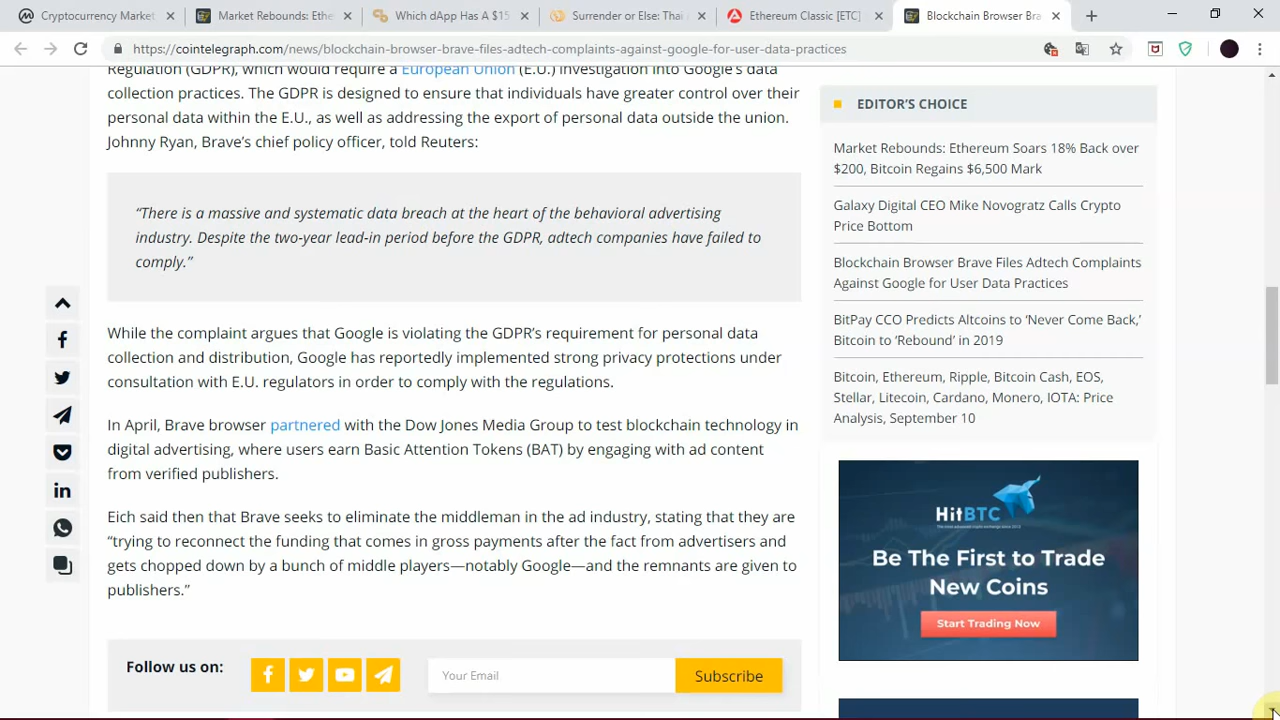 Cryptocurrency Market
Market Rebounds: Ethe
Which dApp Has A $15
Surrender or Else: Thai
Ethereum Classic [ETC]
Blockchain Browser Bra
https://cointelegraph.com/news/blockchain-browser-brave-files-adtech-complaints-against-google-for-user-data-practices
Regulation (GDPR), which would require a European Union (E.U.) investigation into Google's data
collection practices. The GDPR is designed to ensure that individuals have greater control over their
personal data within the E.U., as well as addressing the export of personal data outside the union.
Johnny Ryan, Brave's chief policy officer, told Reuters:
“There is a massive and systematic data breach at the heart of the behavioral advertising
industry. Despite the two-year lead-in period before the GDPR, adtech companies have failed to
comply.”
While the complaint argues that Google is violating the GDPR's requirement for personal data
collection and distribution, Google has reportedly implemented strong privacy protections under
consultation with E.U. regulators in order to comply with the regulations.
In April, Brave browser partnered with the Dow Jones Media Group to test blockchain technology in
digital advertising, where users earn Basic Attention Tokens (BAT) by engaging with ad content
from verified publishers.
Eich said then that Brave seeks to eliminate the middleman in the ad industry, stating that they are
“trying to reconnect the funding that comes in gross payments after the fact from advertisers and
gets chopped down by a bunch of middle players—notably Google—and the remnants are given to
publishers.”
Follow us on:
Your Email
Subscribe
EDITOR'S CHOICE
Market Rebounds: Ethereum Soars 18% Back over
$200, Bitcoin Regains $6,500 Mark
Galaxy Digital CEO Mike Novogratz Calls Crypto
Price Bottom
Blockchain Browser Brave Files Adtech Complaints
Against Google for User Data Practices
BitPay CCO Predicts Altcoins to ‘Never Come Back,’
Bitcoin to ‘Rebound’ in 2019
Bitcoin, Ethereum, Ripple, Bitcoin Cash, EOS,
Stellar, Litecoin, Cardano, Monero, IOTA: Price
Analysis, September 10
HitBTC
Be The First to Trade
New Coins
Start Trading Now